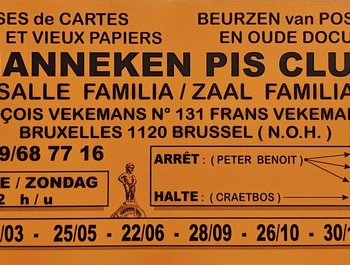 SES de CARTES BEURZEN van POS
ET VIEUX PAPIERS EN OUDE DOCU
ANNEKEN PIS CLU
SALLE FAMILIA / ZAAL FAMILIA
ÇOIS VEKEMANS N° 131 FRANS VEKEMA
BRUXELLES 1120 BRUSSEL ( N.O.H. )
9/68 77 16
ARRÊT : ( PETER BENOIT )
E / ZONDAG
2 h / u
HALTE : ( CRAETBOS )
/03 - 25/05 - 22/06 - 28/09 - 26/10 - 30/1